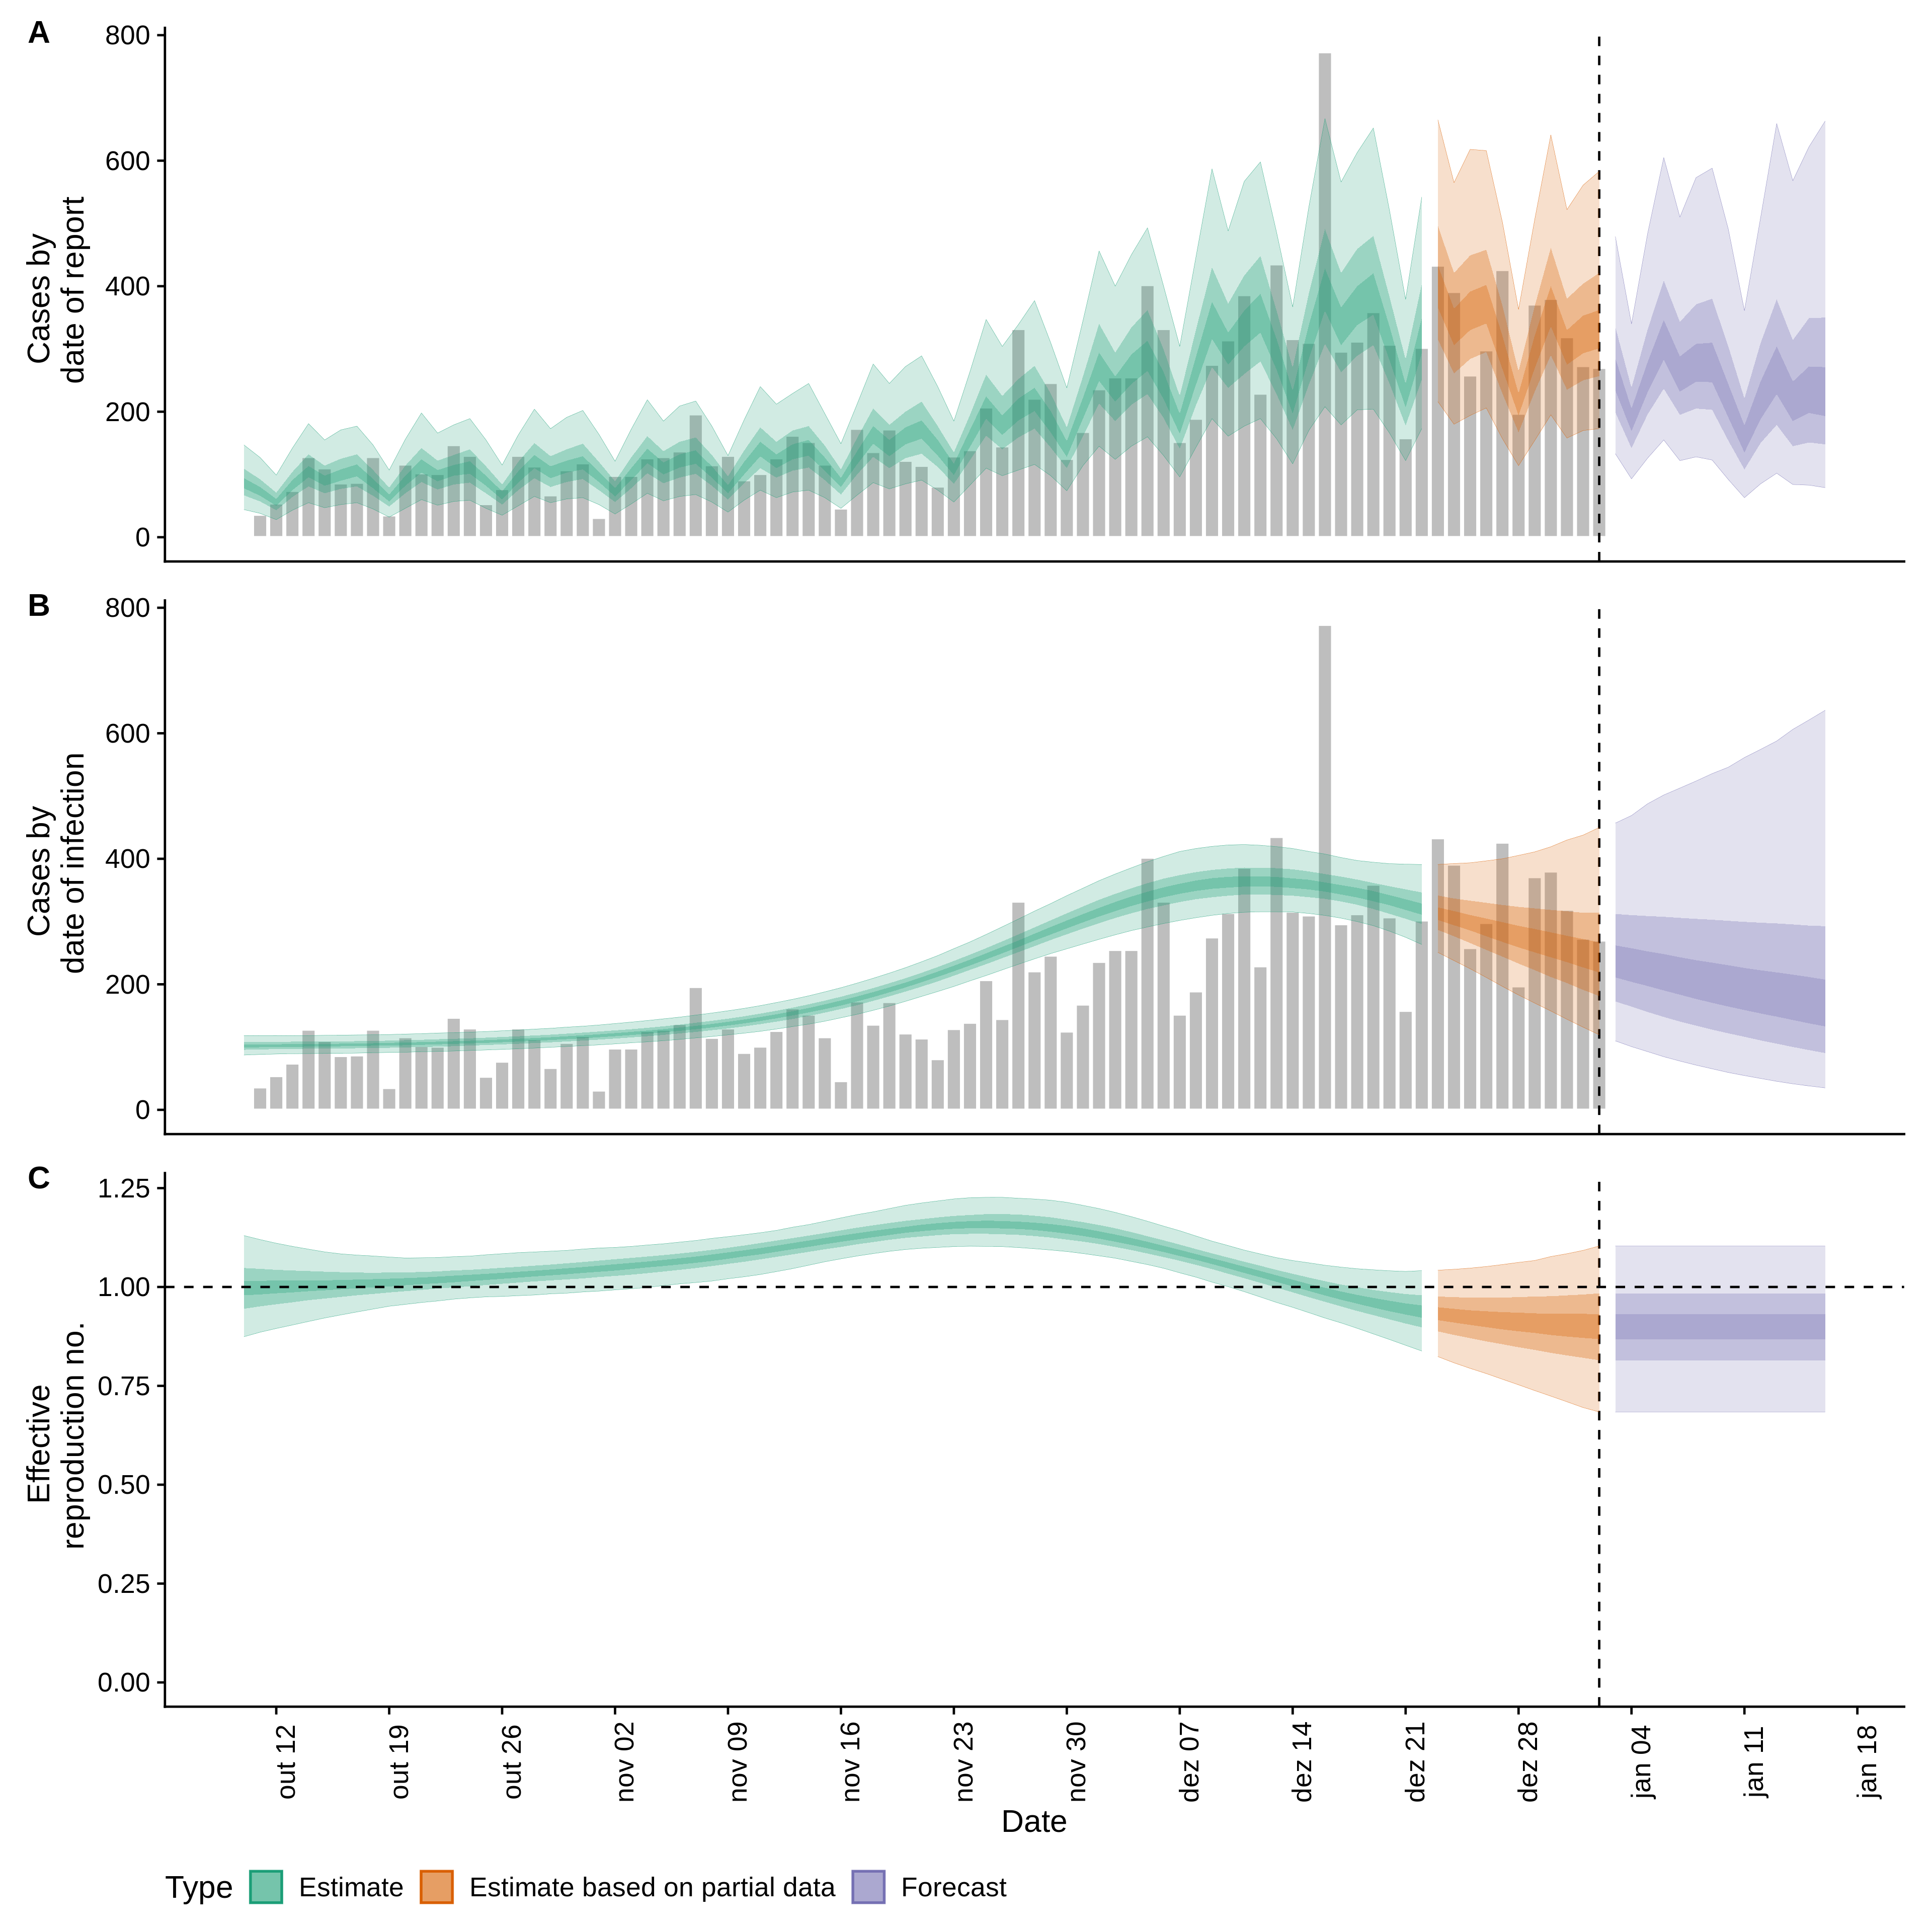 A
800
600
400
200
0
Cases by
date of report
B
800
600
400
200
0
Cases by
date of infection
C
1.25
1.00
0.75
0.50
0.25
0.00
Effective
reproduction no.
out 12
out 19
out 26
nov 02
nov 09
nov 16
nov 23
nov 30
dez 07
dez 14
dez 21
dez 28
jan 04
jan 11
jan 18
Date
Type Estimate Estimate based on partial data Forecast